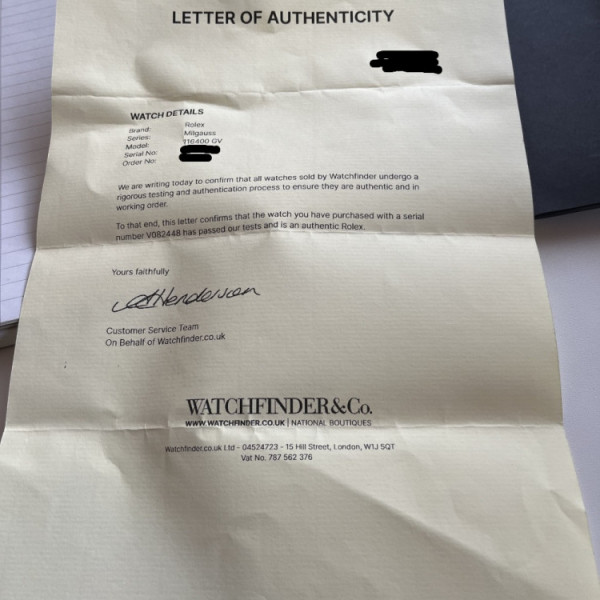 LETTER OF AUTHENTICITY
WATCH DETAILS
Brand: Rolex
Series: Milgauss
Model: 116400 GV
Serial No:
Order No:
We are writing today to confirm that all watches sold by Watchfinder undergo a
rigorous testing and authentication process to ensure they are authentic and in
working order.
To that end, this letter confirms that the watch you have purchased with a serial
number V082448 has passed our tests and is an authentic Rolex.
Yours faithfully
Henderson
Customer Service Team
On Behalf of Watchfinder.co.uk
WATCHFINDER&Co.
WWW.WATCHFINDER.CO.UK | NATIONAL BOUTIQUES
Watchfinder.co.uk Ltd - 04524723 - 15 Hill Street, London, W1J 5QT
Vat No. 787 562 376